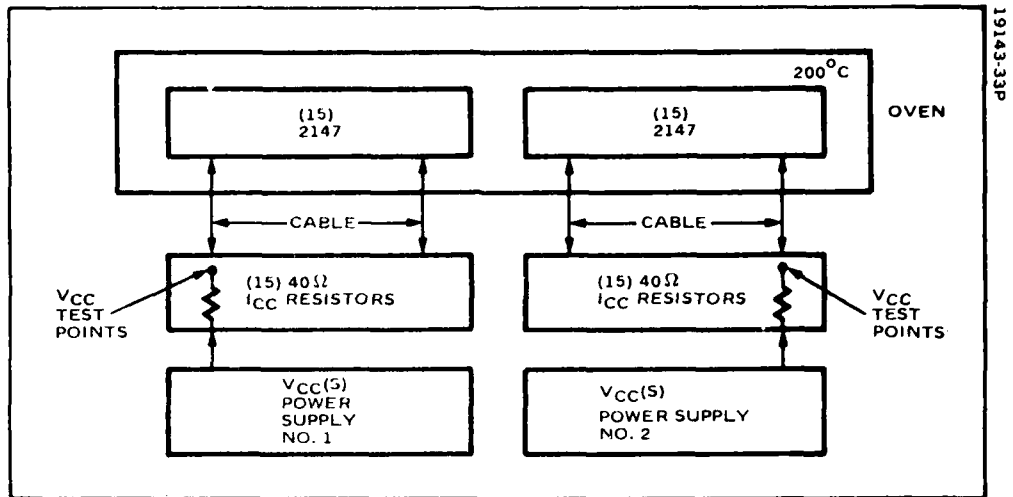 19143-33P
200°C
OVEN
(15)
2147
(15)
2147
CABLE
CABLE
VCC
TEST
POINTS
(15) 40Ω
ICC RESISTORS
(15) 40Ω
ICC RESISTORS
VCC
TEST
POINTS
VCC(S)
POWER
SUPPLY
NO. 1
VCC(S)
POWER SUPPLY
NO. 2